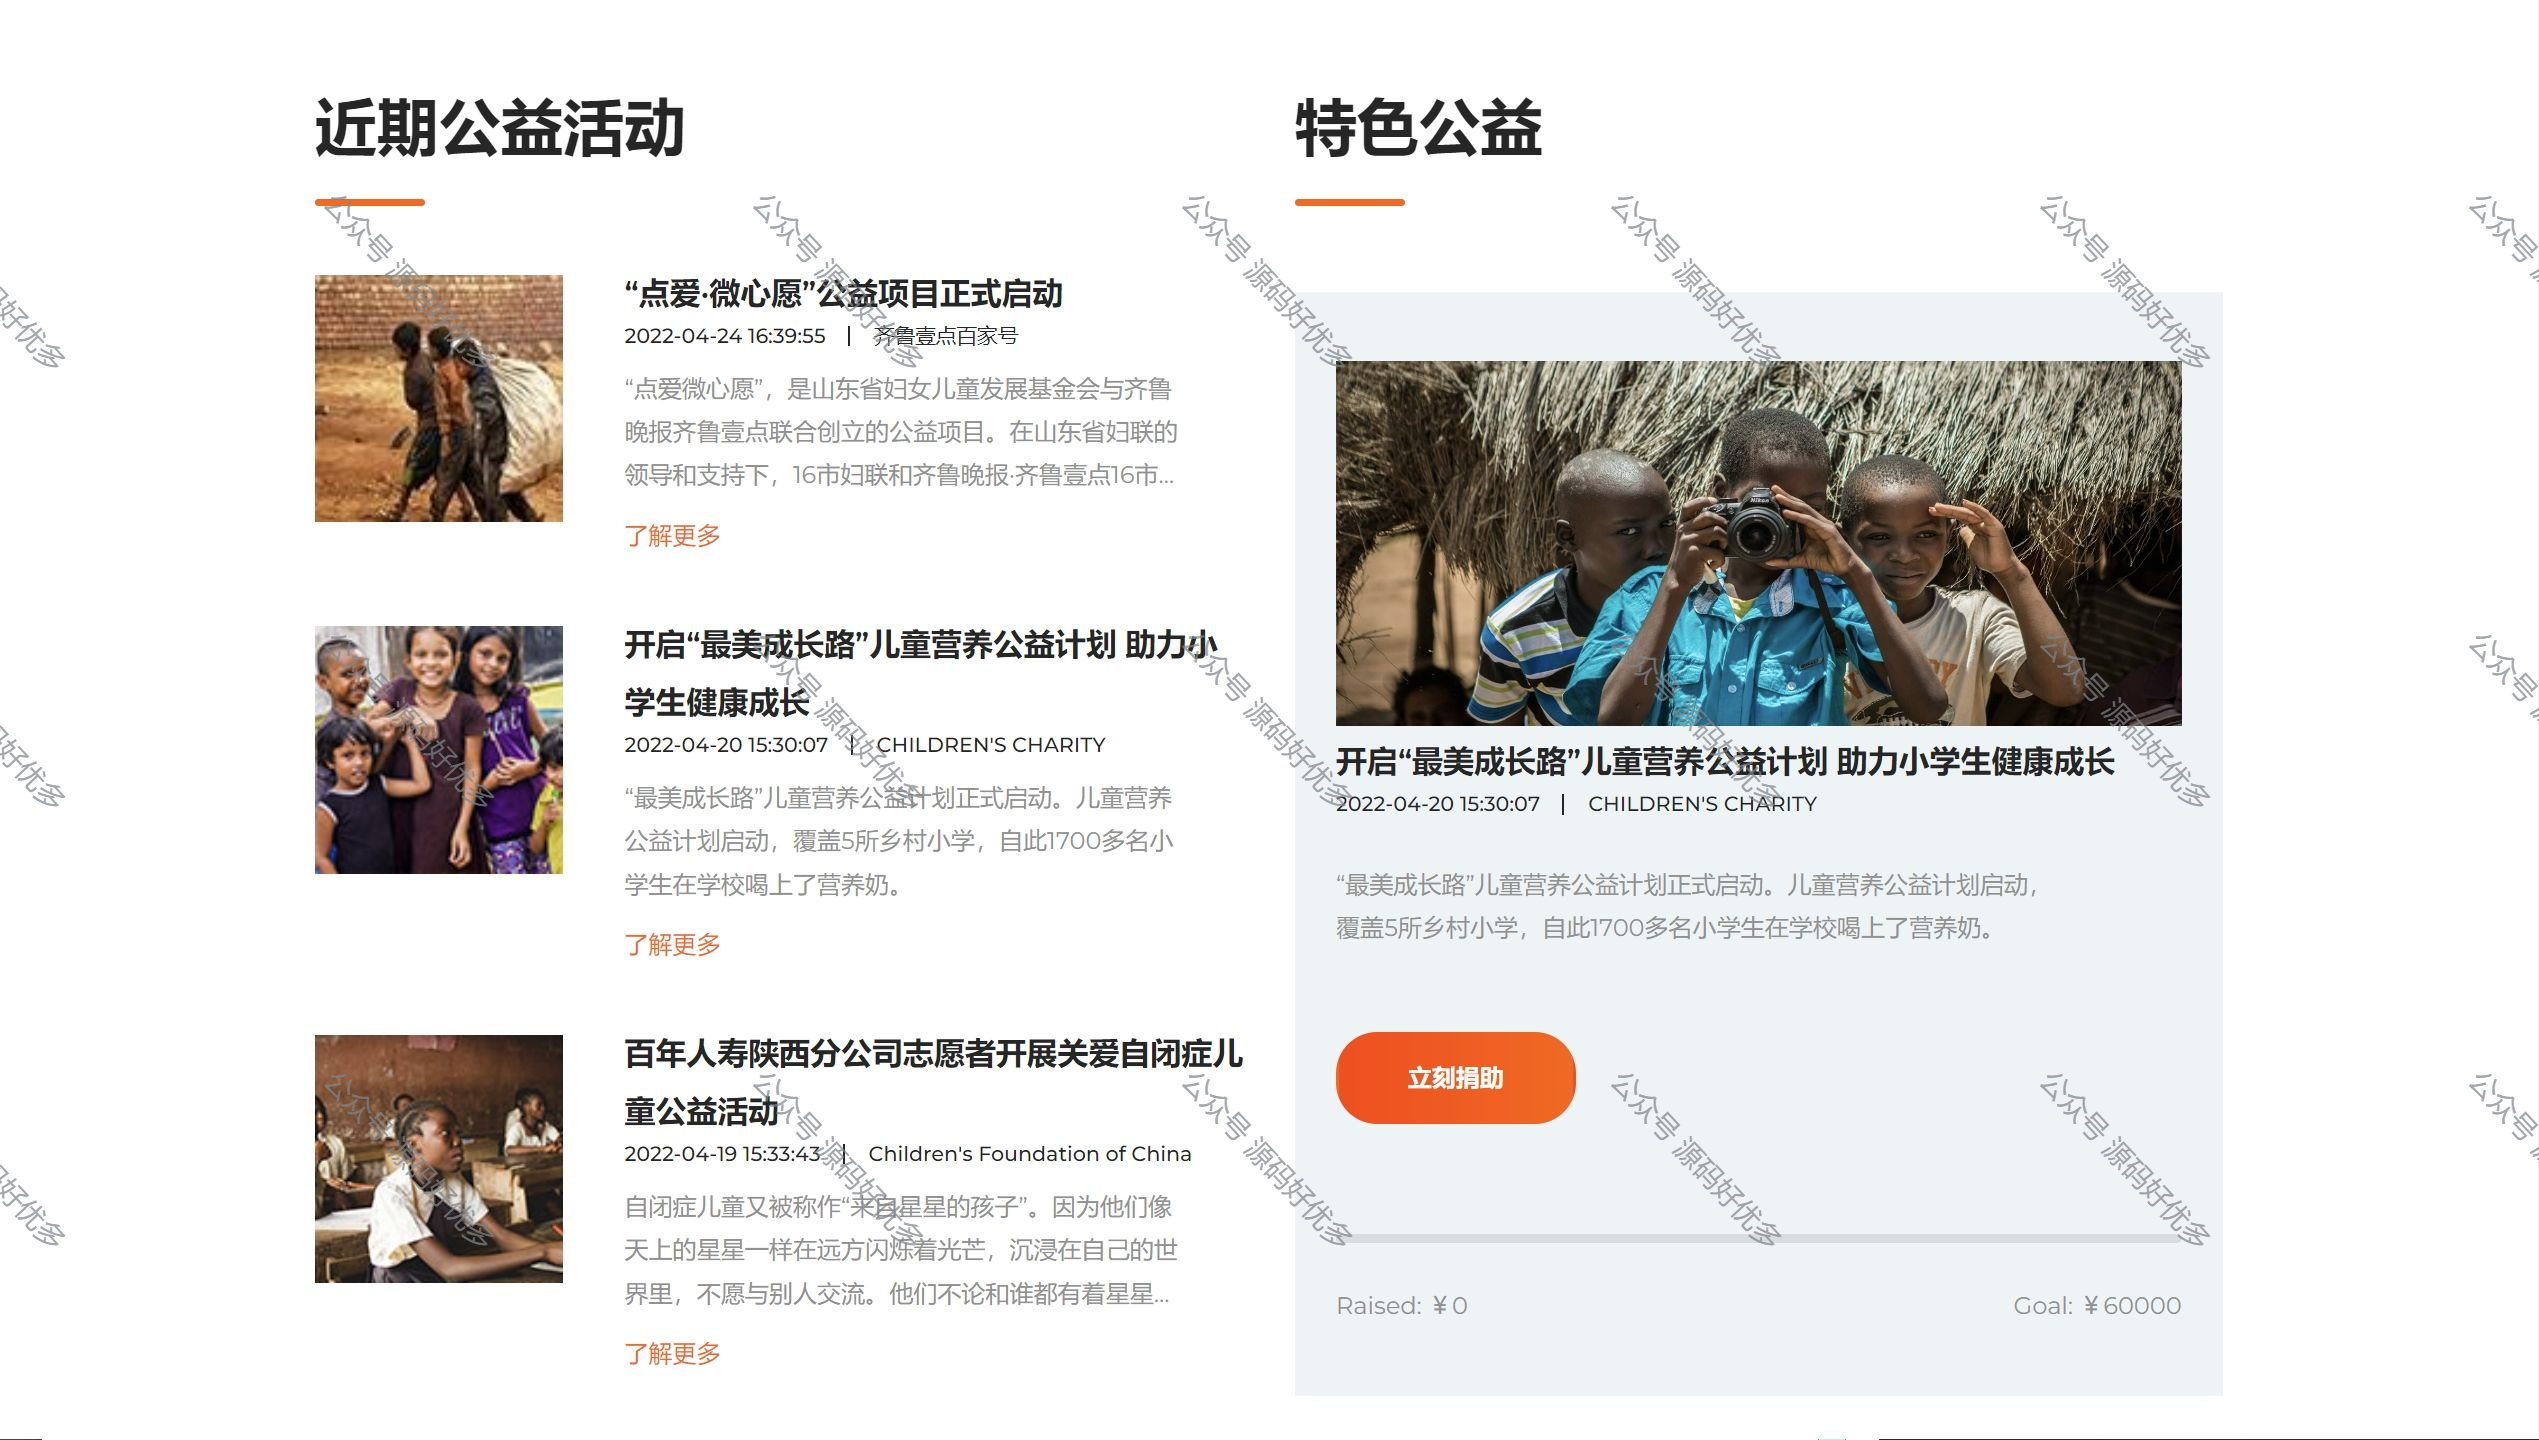 近期公益活动
“点爱·微心愿”公益项目正式启动
2022-04-24 16:39:55 | 齐鲁壹点百家号
“点爱微心愿”，是山东省妇女儿童发展基金会与齐鲁
晚报齐鲁壹点联合创立的公益项目。在山东省妇联的
领导和支持下，16市妇联和齐鲁晚报·齐鲁壹点16市...
了解更多
开启“最美成长路”儿童营养公益计划 助力小
学生健康成长
2022-04-20 15:30:07 | CHILDREN'S CHARITY
“最美成长路”儿童营养公益计划正式启动。儿童营养
公益计划启动，覆盖5所乡村小学，自此1700多名小
学生在学校喝上了营养奶。
了解更多
百年人寿陕西分公司志愿者开展关爱自闭症儿
童公益活动
2022-04-19 15:33:43 | Children's Foundation of China
自闭症儿童又被称作“来自星星的孩子”。因为他们像
天上的星星一样在远方闪烁着光芒，沉浸在自己的世
界里，不愿与别人交流。他们不论和谁都有着星星...
了解更多
特色公益
Nikon
开启“最美成长路”儿童营养公益计划 助力小学生健康成长
2022-04-20 15:30:07 | CHILDREN'S CHARITY
“最美成长路”儿童营养公益计划正式启动。儿童营养公益计划启动，
覆盖5所乡村小学，自此1700多名小学生在学校喝上了营养奶。
立刻捐助
Raised: ¥ 0
Goal: ¥ 60000
公众号 源码好优多